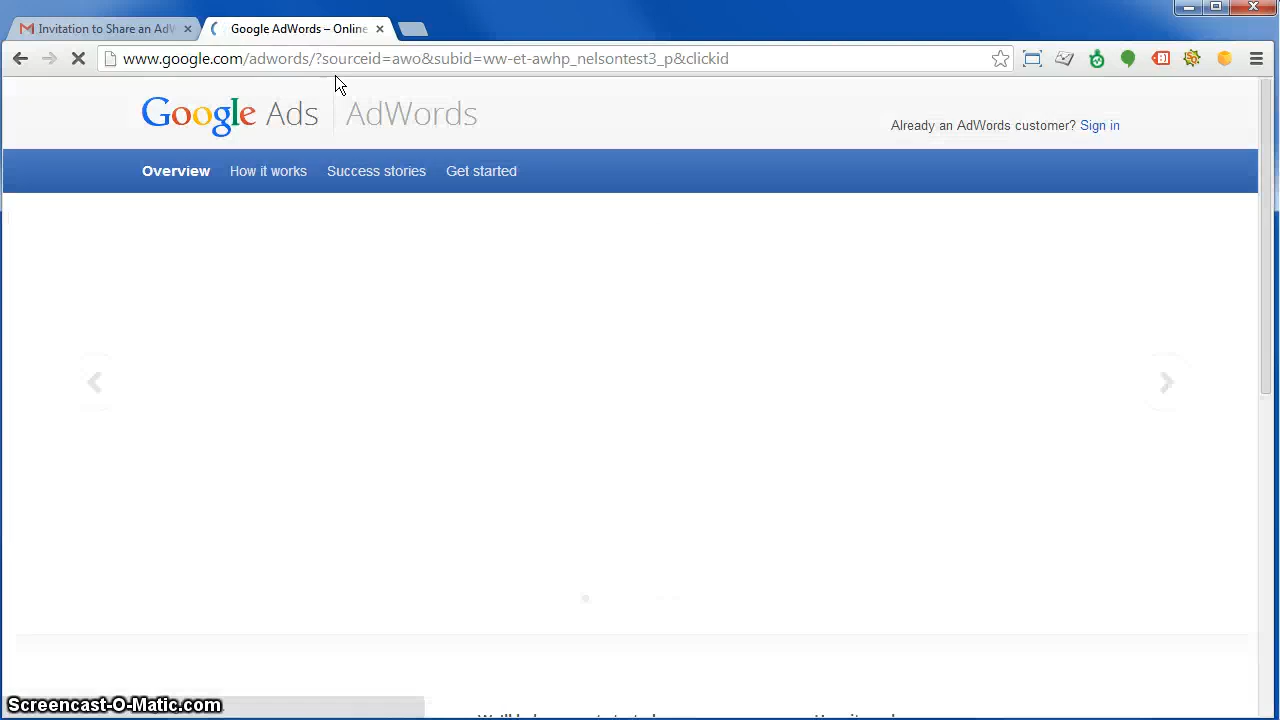 Invitation to Share an AdW
Google AdWords – Online
www.google.com/adwords/?sourceid=awo&subid=ww-et-awhp_nelsontest3_p&clickid
Google Ads AdWords
Already an AdWords customer? Sign in
Overview How it works Success stories Get started
Screencast-O-Matic.com